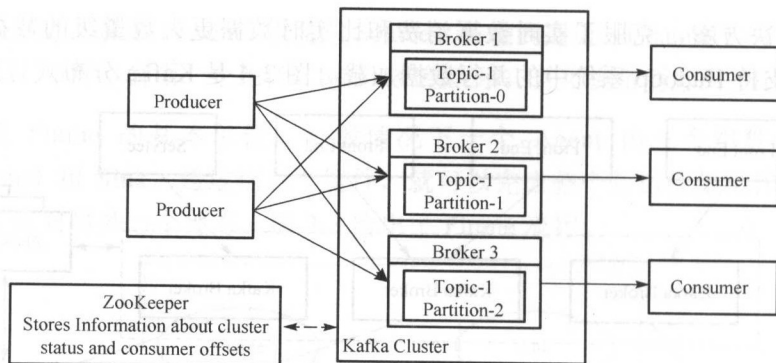 Broker 1
Topic-1
Partition-0
Consumer
Producer
Broker 2
Topic-1
Partition-1
Consumer
Producer
Broker 3
Topic-1
Partition-2
Consumer
ZooKeeper
Stores Information about cluster
status and consumer offsets
Kafka Cluster